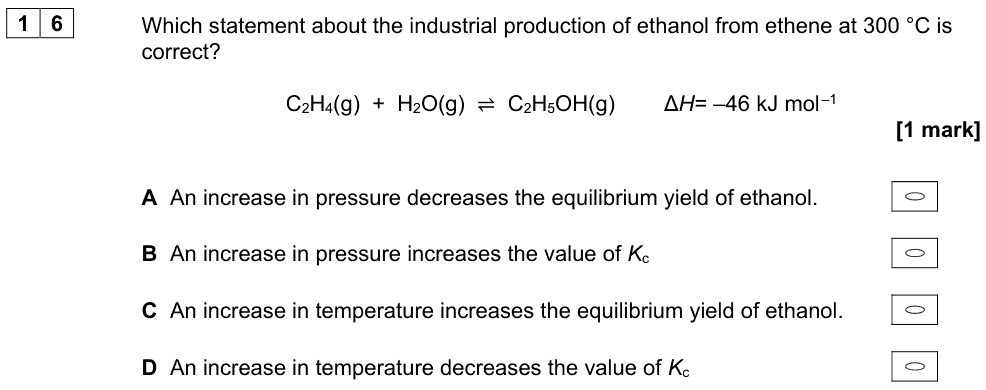 1 6 Which statement about the industrial production of ethanol from ethene at 300 °C is
correct?
C₂H₄(g) + H₂O(g) ⇌ C₂H₅OH(g) ΔH= –46 kJ mol⁻¹
[1 mark]
A An increase in pressure decreases the equilibrium yield of ethanol.
B An increase in pressure increases the value of Kc
C An increase in temperature increases the equilibrium yield of ethanol.
D An increase in temperature decreases the value of Kc